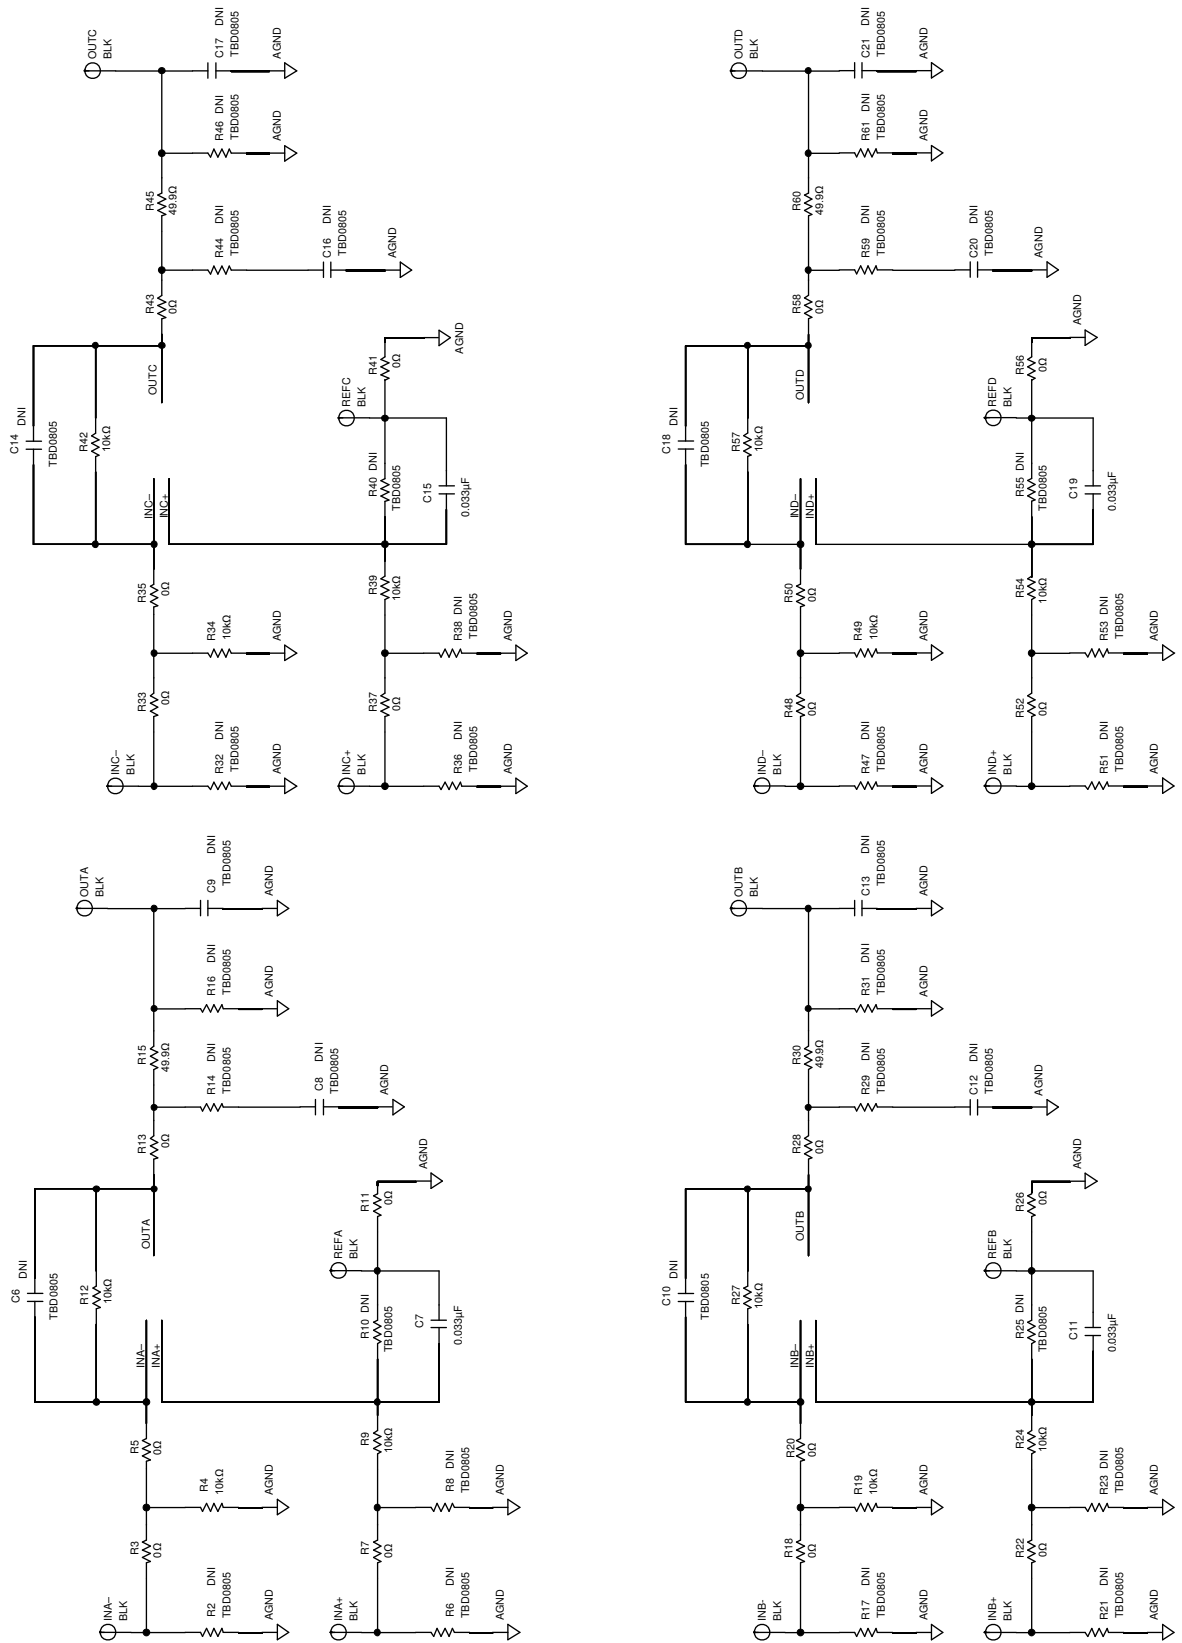 C6 DNI
TBD0805
R12
10kΩ
INA–
BLK
R3
0Ω
R5
0Ω
INA–
INA+
OUTA
R13
0Ω
R15
49.9Ω
OUTA
BLK
R2 DNI
TBD0805
AGND
R4
10kΩ
AGND
R14 DNI
TBD0805
C8 DNI
TBD0805
AGND
R16 DNI
TBD0805
AGND
C9 DNI
TBD0805
AGND
INA+
BLK
R7
0Ω
R9
10kΩ
R10 DNI
TBD0805
REFA
BLK
R11
0Ω
AGND
R6 DNI
TBD0805
AGND
R8 DNI
TBD0805
AGND
C7
0.033µF
C14 DNI
TBD0805
R42
10kΩ
INC–
BLK
R33
0Ω
R35
0Ω
INC–
INC+
OUTC
R43
0Ω
R45
49.9Ω
OUTC
BLK
R32 DNI
TBD0805
AGND
R34
10kΩ
AGND
R44 DNI
TBD0805
C16 DNI
TBD0805
AGND
R46 DNI
TBD0805
AGND
C17 DNI
TBD0805
AGND
INC+
BLK
R37
0Ω
R39
10kΩ
R40 DNI
TBD0805
REFC
BLK
R41
0Ω
AGND
R36 DNI
TBD0805
AGND
R38 DNI
TBD0805
AGND
C15
0.033µF
C10 DNI
TBD0805
R27
10kΩ
INB-
BLK
R18
0Ω
R20
0Ω
INB–
INB+
OUTB
R28
0Ω
R30
49.9Ω
OUTB
BLK
R17 DNI
TBD0805
AGND
R19
10kΩ
AGND
R29 DNI
TBD0805
C12 DNI
TBD0805
AGND
R31 DNI
TBD0805
AGND
C13 DNI
TBD0805
AGND
INB+
BLK
R22
0Ω
R24
10kΩ
R25 DNI
TBD0805
REFB
BLK
R26
0Ω
AGND
R21 DNI
TBD0805
AGND
R23 DNI
TBD0805
AGND
C11
0.033µF
C18 DNI
TBD0805
R57
10kΩ
IND–
BLK
R48
0Ω
R50
0Ω
IND–
IND+
OUTD
R58
0Ω
R60
49.9Ω
OUTD
BLK
R47 DNI
TBD0805
AGND
R49
10kΩ
AGND
R59 DNI
TBD0805
C20 DNI
TBD0805
AGND
R61 DNI
TBD0805
AGND
C21 DNI
TBD0805
AGND
IND+
BLK
R52
0Ω
R54
10kΩ
R55 DNI
TBD0805
REFD
BLK
R56
0Ω
AGND
R51 DNI
TBD0805
AGND
R53 DNI
TBD0805
AGND
C19
0.033µF